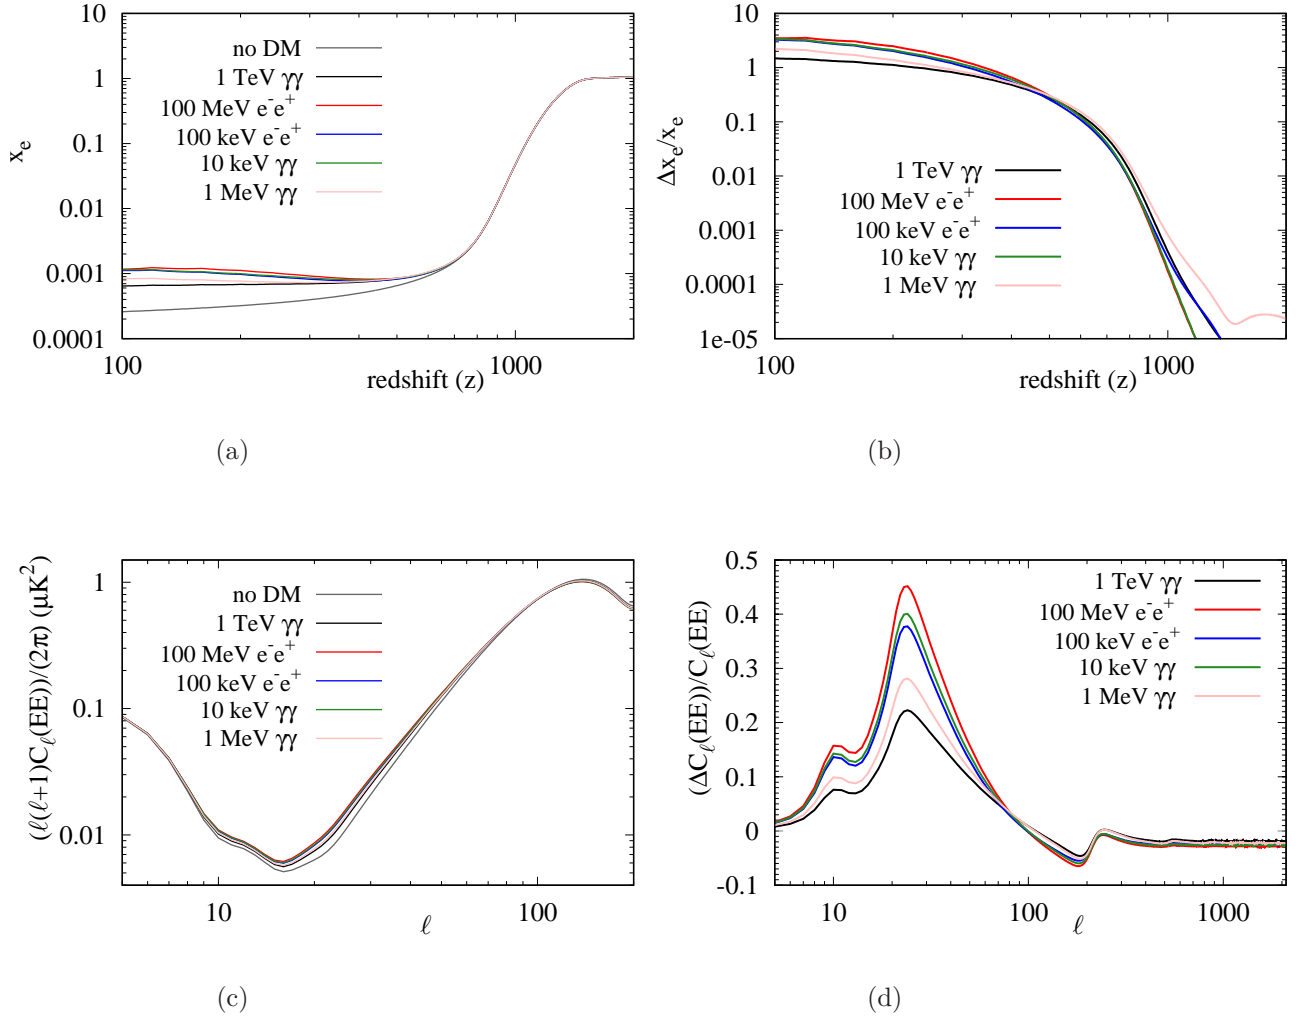 x_e
1
0.1
0.01
0.001
0.0001
10
no DM
1 TeV γγ
100 MeV e⁻e⁺
100 keV e⁻e⁺
10 keV γγ
1 MeV γγ
100
1000
redshift (z)
(a)
Δx_e/x_e
10
1
0.1
0.01
0.001
0.0001
1e-05
1 TeV γγ
100 MeV e⁻e⁺
100 keV e⁻e⁺
10 keV γγ
1 MeV γγ
100
1000
redshift (z)
(b)
(ℓ(ℓ+1)C_ℓ(EE))/(2π) (μK²)
1
0.1
0.01
no DM
1 TeV γγ
100 MeV e⁻e⁺
100 keV e⁻e⁺
10 keV γγ
1 MeV γγ
10
100
ℓ
(c)
(ΔC_ℓ(EE))/C_ℓ(EE)
0.5
0.4
0.3
0.2
0.1
0
-0.1
1 TeV γγ
100 MeV e⁻e⁺
100 keV e⁻e⁺
10 keV γγ
1 MeV γγ
10
100
1000
ℓ
(d)